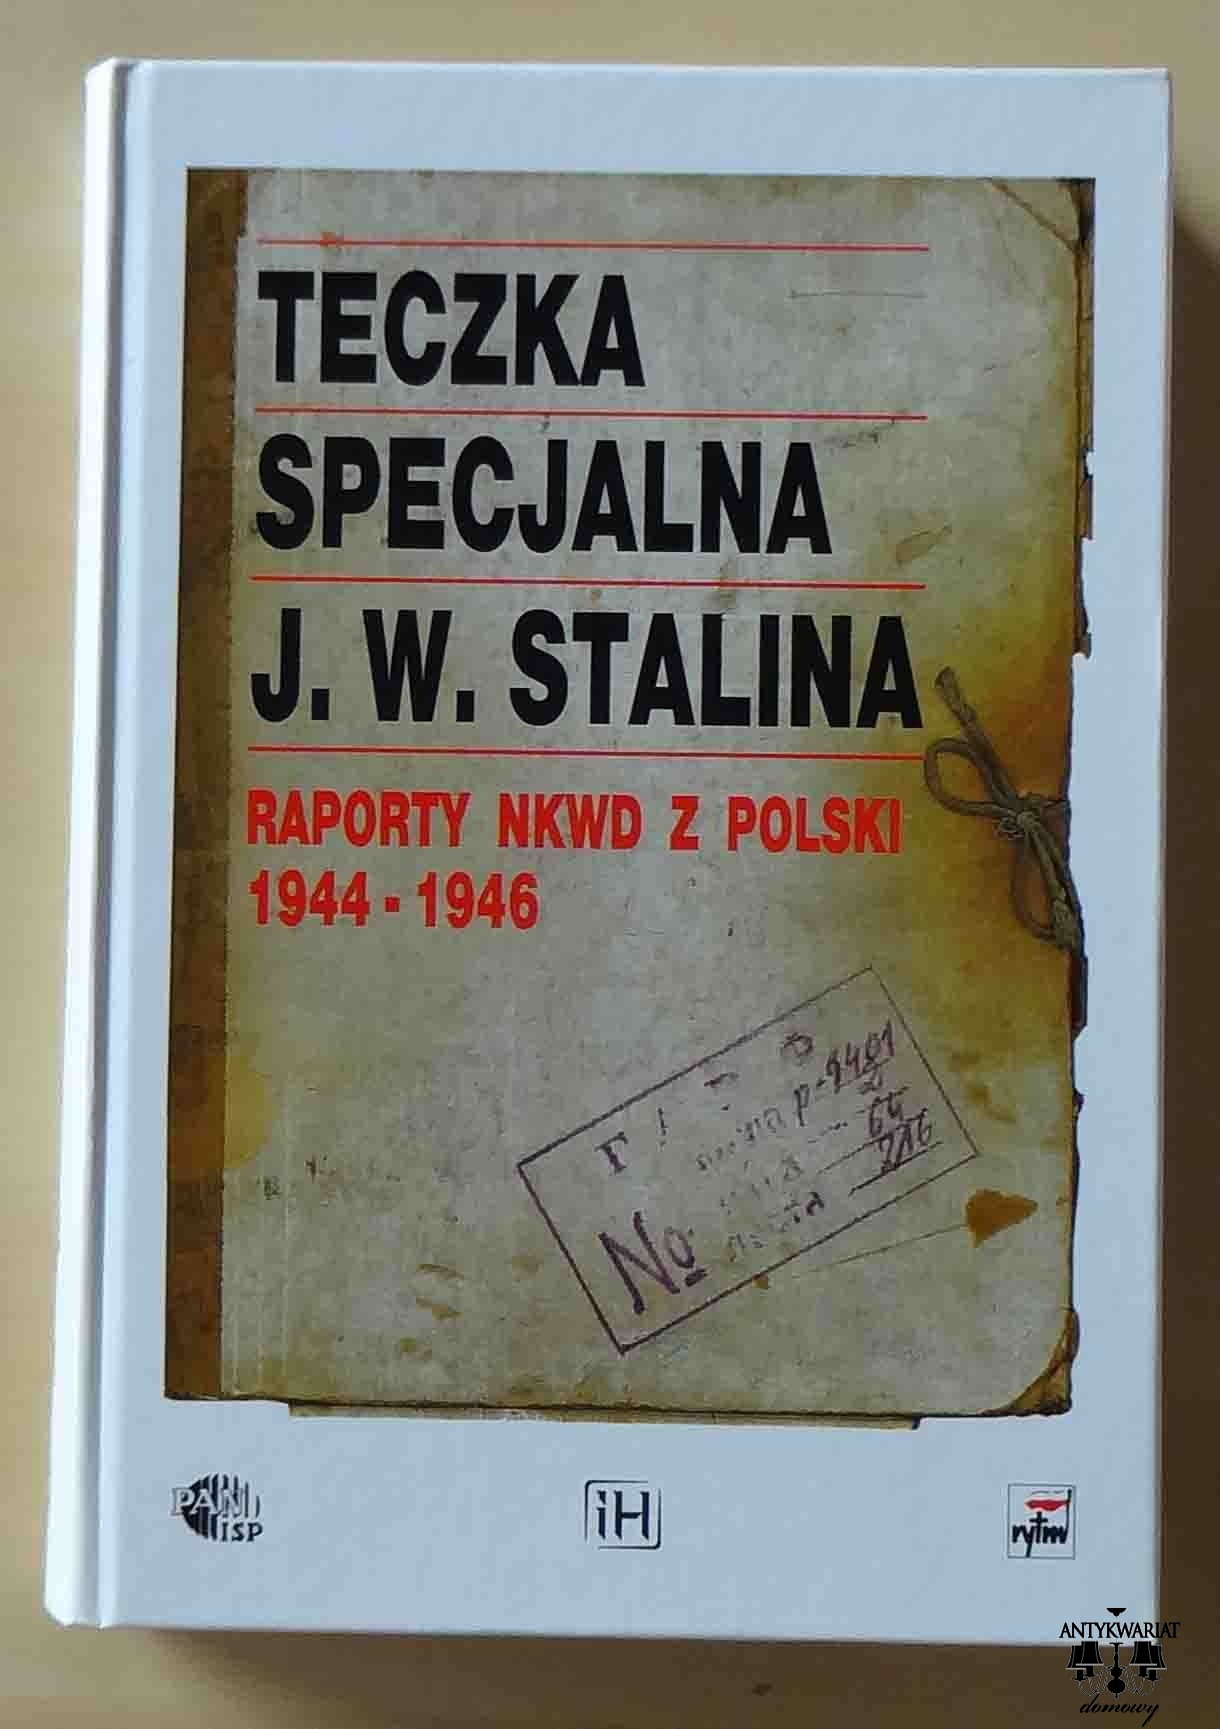 TECZKA
SPECJALNA
J. W. STALINA
RAPORTY NKWD Z POLSKI
1944 - 1946
No
PAN
ISP
iH
rytm
ANTYKWARIAT
domowy